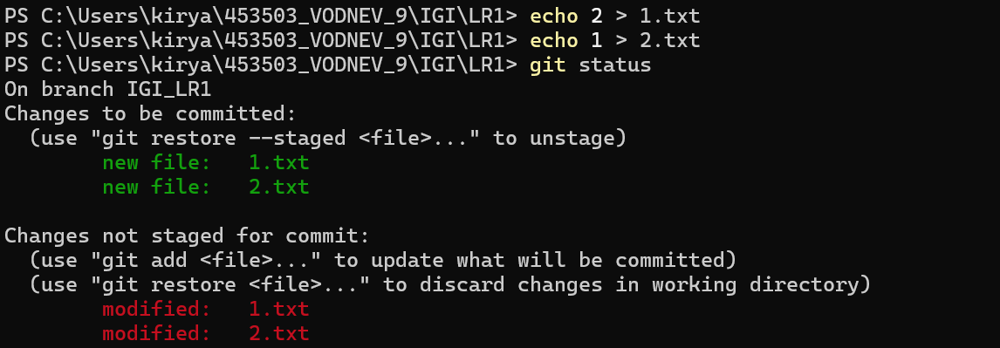 PS C:\Users\kirya\453503_VODNEV_9\IGI\LR1> echo 2 > 1.txt
PS C:\Users\kirya\453503_VODNEV_9\IGI\LR1> echo 1 > 2.txt
PS C:\Users\kirya\453503_VODNEV_9\IGI\LR1> git status
On branch IGI_LR1
Changes to be committed:
  (use "git restore --staged <file>..." to unstage)
        new file:   1.txt
        new file:   2.txt

Changes not staged for commit:
  (use "git add <file>..." to update what will be committed)
  (use "git restore <file>..." to discard changes in working directory)
        modified:   1.txt
        modified:   2.txt